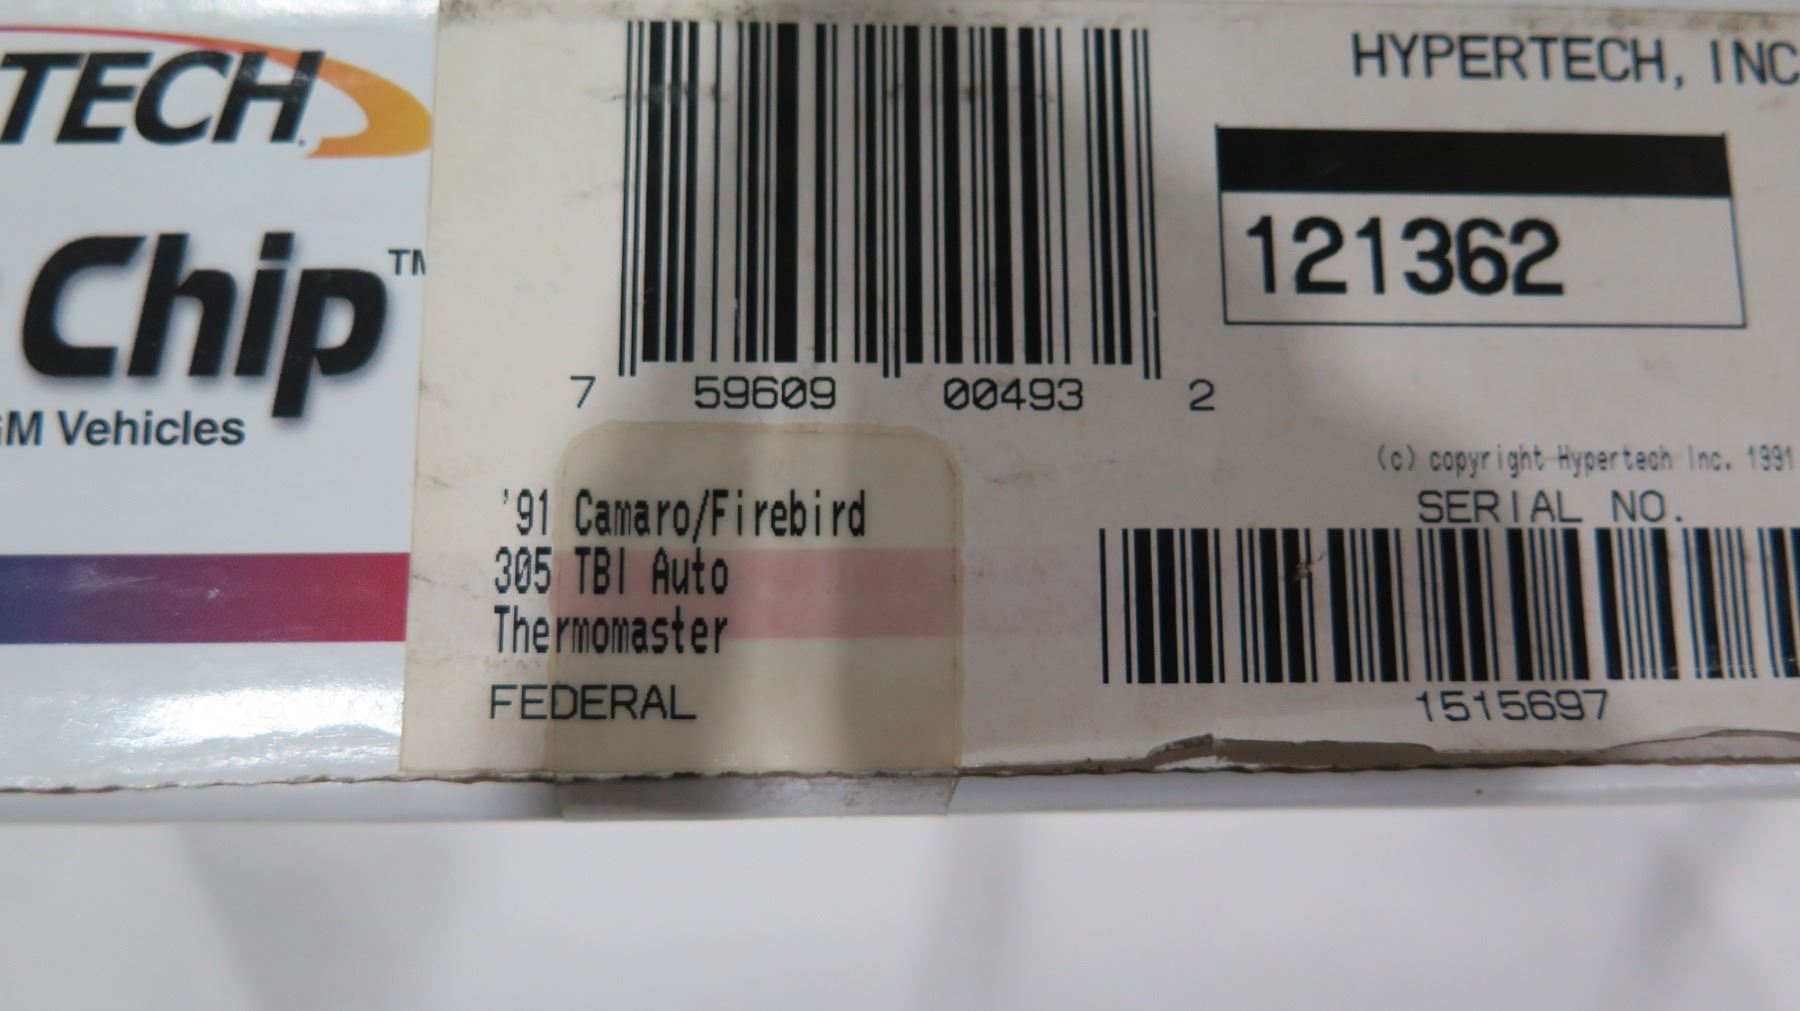 TECH
Chip™
GM Vehicles
7 59609 00493 2
'91 Camaro/Firebird
305 TBI Auto
Thermomaster
FEDERAL
HYPERTECH, INC
121362
(c) copyright Hypertech Inc. 1991
SERIAL NO.
1515697